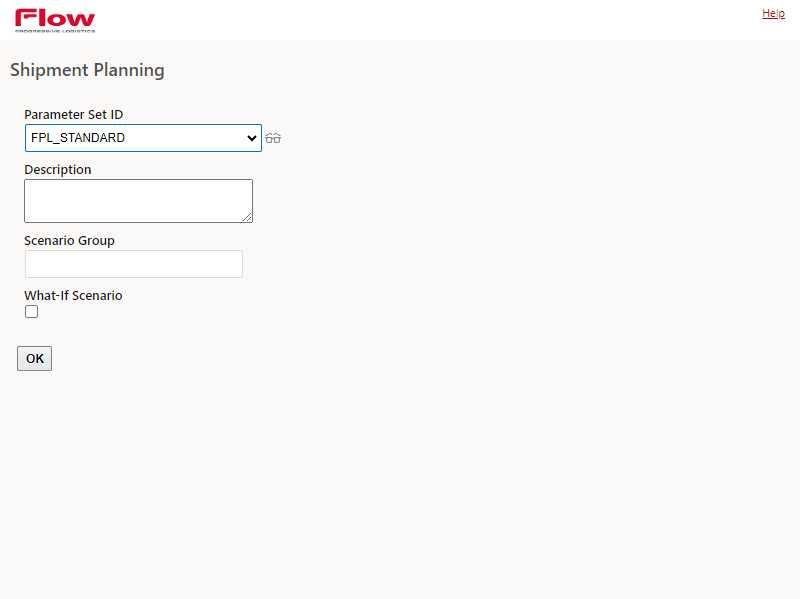 Flow
PROGRESSIVE LOGISTICS
Help
Shipment Planning
Parameter Set ID
FPL_STANDARD
Description
Scenario Group
What-If Scenario
OK